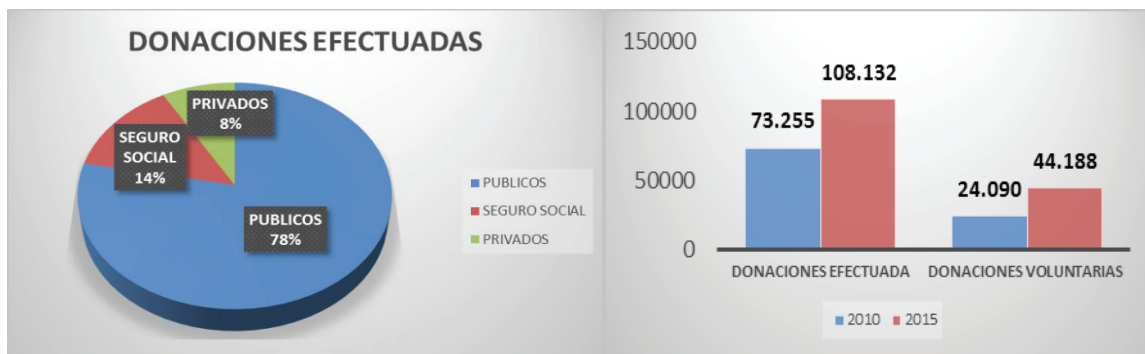 DONACIONES EFECTUADAS
PRIVADOS
8%
SEGURO
SOCIAL
14%
PUBLICOS
78%
PUBLICOS
SEGURO SOCIAL
PRIVADOS
150000
100000
50000
0
73.255
108.132
24.090
44.188
DONACIONES EFECTUADA
DONACIONES VOLUNTARIAS
2010
2015